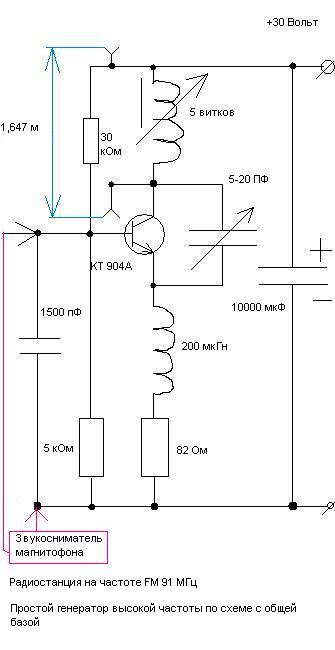 +30 Вольт
1,647 м
5 витков
30
кОм
5-20 ПФ
КТ 904А
+
1500 пФ
10000 мкФ
–
200 мкГн
5 кОм
82 Ом
Звукосниматель
магнитофона
Радиостанция на частоте FM 91 МГц
Простой генератор высокой частоты по схеме с общей
базой